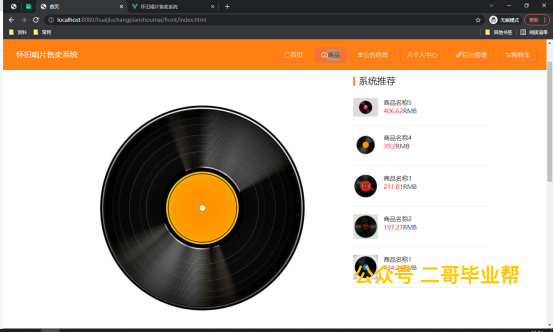 首页
怀旧唱片售卖系统
localhost:8080/huaijiuchangpianshoumai/front/index.html
无痕模式
更新
资料
常用
其他书签
阅读清单
怀旧唱片售卖系统
首页
商品
公告信息
个人中心
后台管理
购物车
系统推荐
商品名称5
406.62RMB
商品名称4
39.2RMB
商品名称3
211.01RMB
商品名称2
197.27RMB
商品名称1
公众号 二哥毕业帮